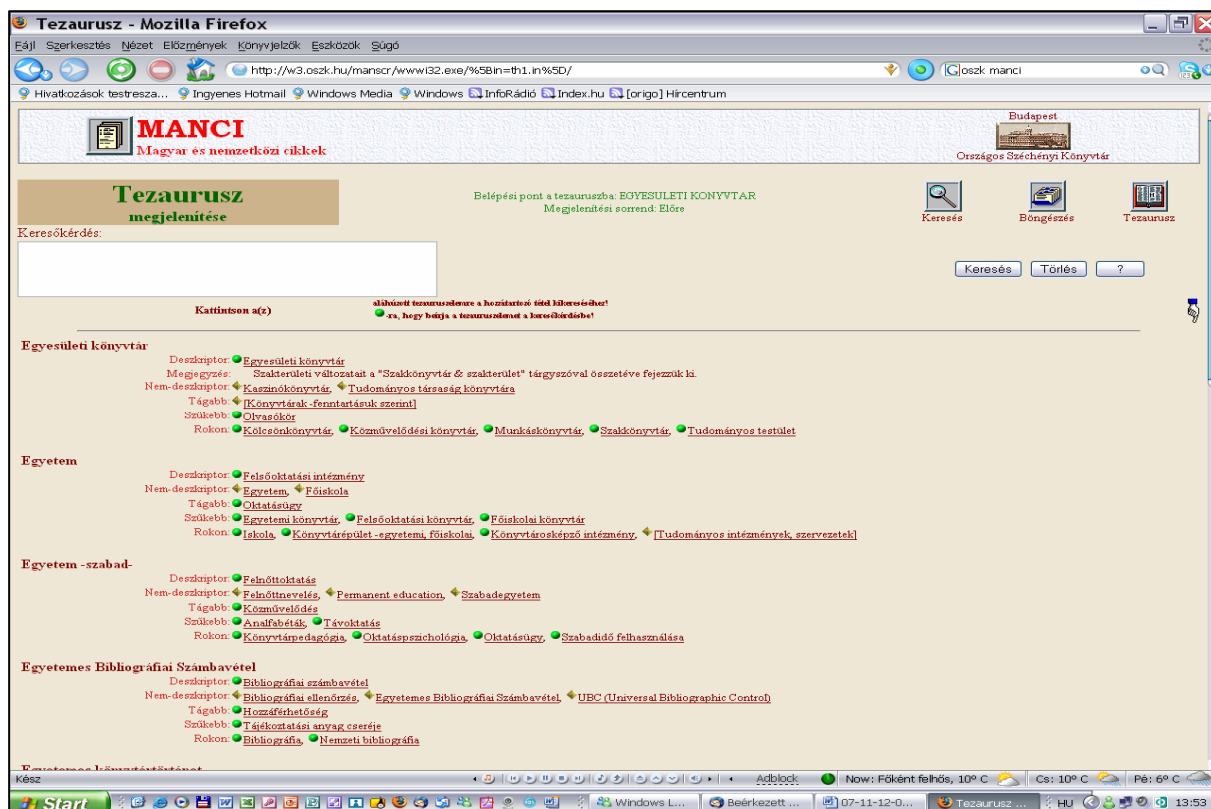 Tezaurusz - Mozilla Firefox
Fájl Szerkesztés Nézet Előzmények Könyvjelzők Eszközök Súgó
http://w3.oszk.hu/manscr/wwwi32.exe/%5Bin=th1.in%5D/ oszk manci
Hivatkozások testresza... Ingyenes Hotmail Windows Media Windows InfoRádió Index.hu [origo] Hírcentrum
MANCI
Magyar és nemzetközi cikkek
Budapest
Országos Széchényi Könyvtár
Tezaurusz
megjelenítése
Belépési pont a tezauruszba: EGYESULETI KONYVTAR
Megjelenítési sorrend: Előre
Keresés Böngészés Tezaurusz
Keresőkérdés:
Keresés Törlés ?
Kattintson a(z)
aláhúzott tezauruszelemre a hozzátartozó tétel kikereséséhez!
-ra, hogy beírja a tezauruszelemet a keresőkérdésbe!
Egyesületi könyvtár
Deszkriptor: Egyesületi könyvtár
Megjegyzés: Szakterületi változatait a "Szakkönyvtár & szakterület" tárgyszóval összetéve fejezzük ki.
Nem-deszkriptor: Kaszinókönyvtár, Tudományos társaság könyvtára
Tágabb: [Könyvtárak -fenntartásuk szerint]
Szűkebb: Olvasókör
Rokon: Kölcsönkönyvtár, Közművelődési könyvtár, Munkáskönyvtár, Szakkönyvtár, Tudományos testület
Egyetem
Deszkriptor: Felsőoktatási intézmény
Nem-deszkriptor: Egyetem, Főiskola
Tágabb: Oktatásügy
Szűkebb: Egyetemi könyvtár, Felsőoktatási könyvtár, Főiskolai könyvtár
Rokon: Iskola, Könyvtárépület -egyetemi, főiskolai, Könyvtárosképző intézmény, [Tudományos intézmények, szervezetek]
Egyetem -szabad-
Deszkriptor: Felnőttoktatás
Nem-deszkriptor: Felnőttnevelés, Permanent education, Szabadegyetem
Tágabb: Közművelődés
Szűkebb: Analfabéták, Távoktatás
Rokon: Könyvtárpedagógia, Oktatáspszichológia, Oktatásügy, Szabadidő felhasználása
Egyetemes Bibliográfiai Számbavétel
Deszkriptor: Bibliográfiai számbavétel
Nem-deszkriptor: Bibliográfiai ellenőrzés, Egyetemes Bibliográfiai Számbavétel, UBC (Universal Bibliographic Control)
Tágabb: Hozzáférhetőség
Szűkebb: Tájékoztatási anyag cseréje
Rokon: Bibliográfia, Nemzeti bibliográfia
Egyetemes könyvtártörténet
Kész Adblock Now: Főként felhős, 10° C Cs: 10° C Pé: 6° C
Start Windows L... Beérkezett ... 07-11-12-0... Tezaurusz ... HU 13:53